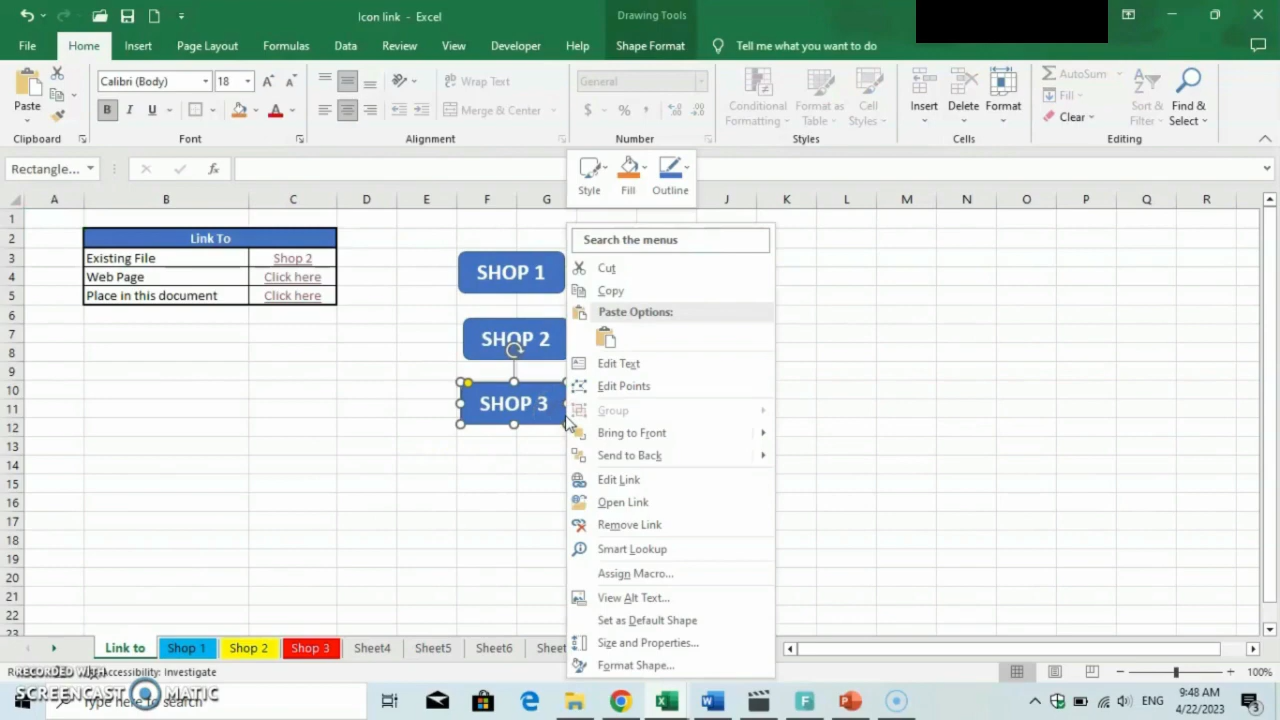 Icon link - Excel
Drawing Tools
File Home Insert Page Layout Formulas Data Review View Developer Help Shape Format Tell me what you want to do
Calibri (Body) 18
Wrap Text
General
AutoSum
Fill
Clear
Paste
B I U
Merge & Center
$ %
Conditional Formatting
Format as Table
Cell Styles
Insert Delete Format
Sort & Filter
Find & Select
Clipboard Font Alignment Number Styles Cells Editing
Rectangle...
fx
Style Fill Outline
A B C D E F G J K L M N O P Q R
1
2
3
4
5
6
7
8
9
10
11
12
13
14
15
16
17
18
19
20
21
22
23
Link To
Existing File Shop 2
Web Page Click here
Place in this document Click here
SHOP 1
SHOP 2
SHOP 3
Search the menus
Cut
Copy
Paste Options:
Edit Text
Edit Points
Group
Bring to Front
Send to Back
Edit Link
Open Link
Remove Link
Smart Lookup
Assign Macro...
View Alt Text...
Set as Default Shape
Size and Properties...
Format Shape...
Link to Shop 1 Shop 2 Shop 3 Sheet4 Sheet5 Sheet6 Sheet
Accessibility: Investigate
100%
RECORDED WITH
SCREENCAST MATIC
Type here to search
ENG
9:48 AM
4/22/2023
3